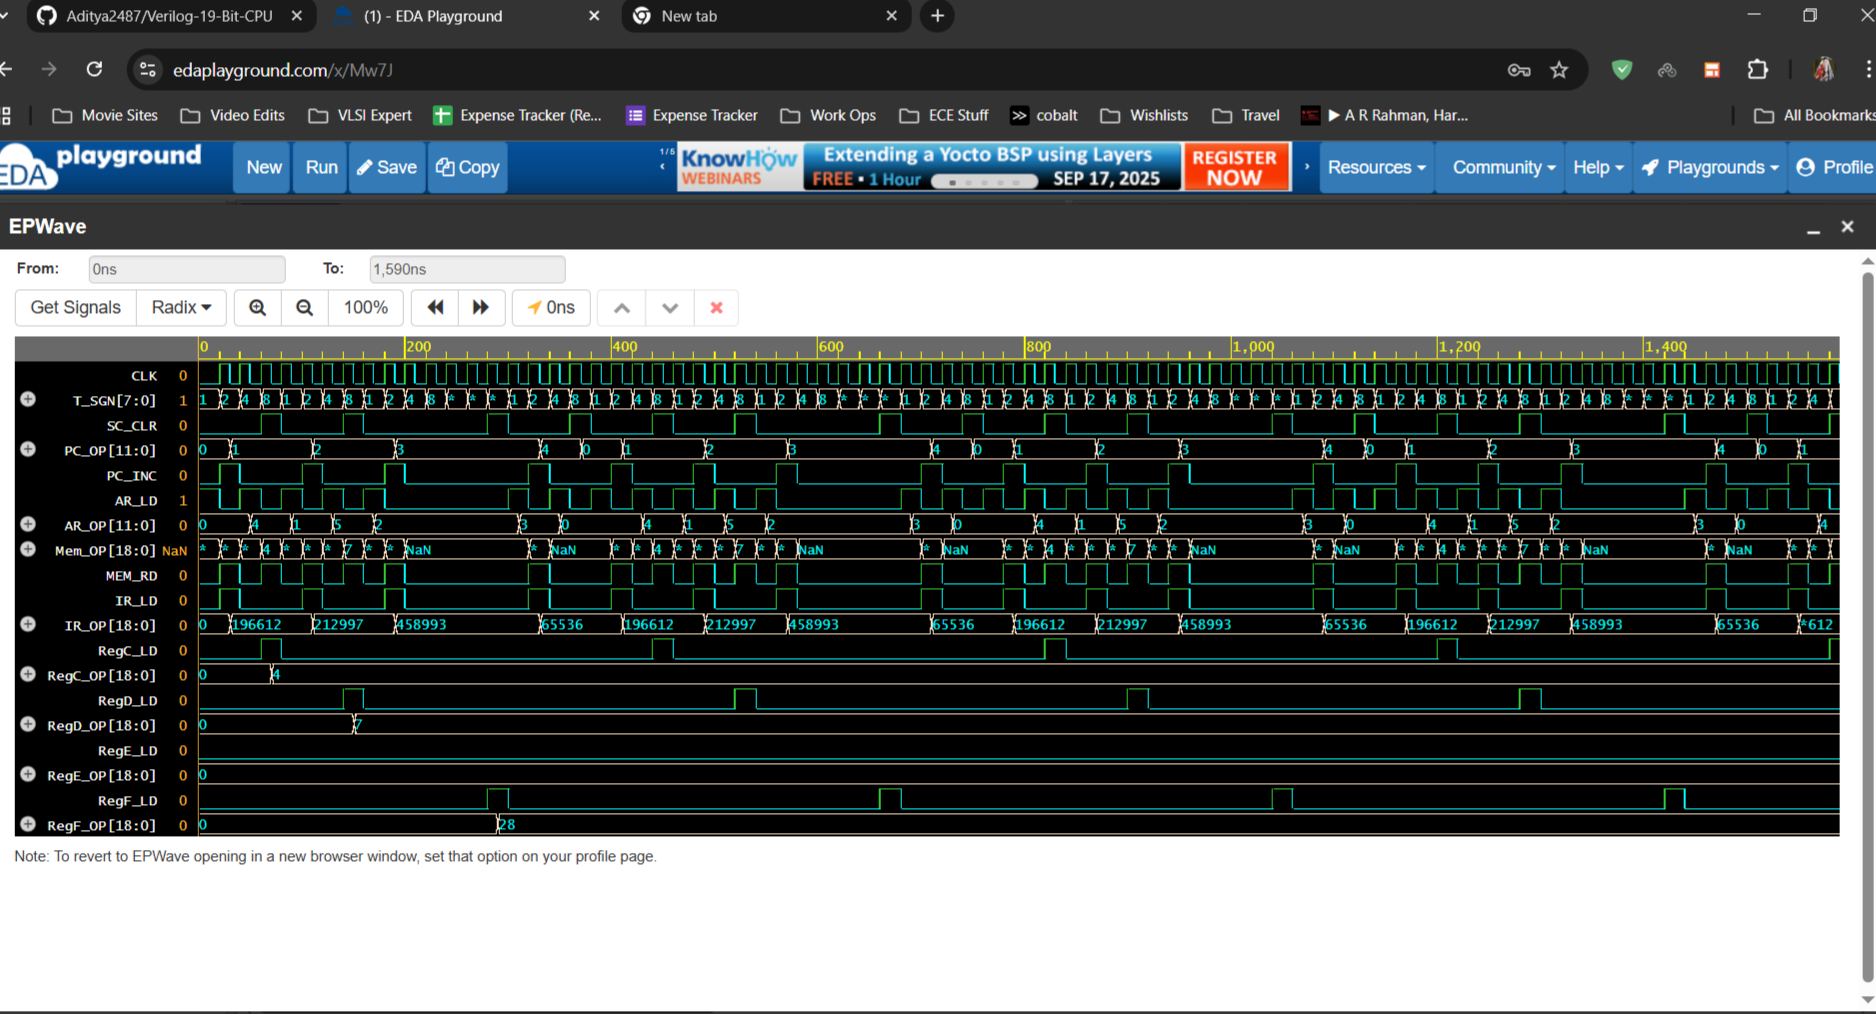 Aditya2487/Verilog-19-Bit-CPU (1) - EDA Playground New tab
edaplayground.com/x/Mw7J
Movie Sites Video Edits VLSI Expert Expense Tracker (Re... Expense Tracker Work Ops ECE Stuff cobalt Wishlists Travel ▶ A R Rahman, Har... All Bookmarks
EDA playground New Run Save Copy 1/6 KnowHow WEBINARS Extending a Yocto BSP using Layers FREE • 1 Hour SEP 17, 2025 REGISTER NOW Resources Community Help Playgrounds Profile
EPWave
From: 0ns To: 1,590ns
Get Signals Radix 100% 0ns
0 200 400 600 800 1,000 1,200 1,400
CLK 0
T_SGN[7:0] 1 1 2 4 8 1 2 4 8 1 2 4 8 * * * 1 2 4 8 1 2 4 8 1 2 4 8 1 2 4 8 * * * 1 2 4 8 1 2 4 8 1 2 4 8 1 2 4 8 * * * 1 2 4 8 1 2 4 8 1 2 4 8 1 2 4 8 * * * 1 2 4 8 1 2 4
SC_CLR 0
PC_OP[11:0] 0 0 1 2 3 4 0 1 2 3 4 0 1 2 3 4 0 1 2 3 4 0 1
PC_INC 0
AR_LD 1
AR_OP[11:0] 0 0 4 1 5 2 3 0 4 1 5 2 3 0 4 1 5 2 3 0 4 1 5 2 3 0 4
Mem_OP[18:0] NaN * * * 4 * * * 7 * * NaN * NaN * * 4 * * * 7 * * NaN * NaN * * 4 * * * 7 * * NaN * NaN * * 4 * * * 7 * * NaN * NaN * *
MEM_RD 0
IR_LD 0
IR_OP[18:0] 0 0 196612 212997 458993 65536 196612 212997 458993 65536 196612 212997 458993 65536 196612 212997 458993 65536 *612
RegC_LD 0
RegC_OP[18:0] 0 0 4
RegD_LD 0
RegD_OP[18:0] 0 0 7
RegE_LD 0
RegE_OP[18:0] 0 0
RegF_LD 0
RegF_OP[18:0] 0 0 28
Note: To revert to EPWave opening in a new browser window, set that option on your profile page.